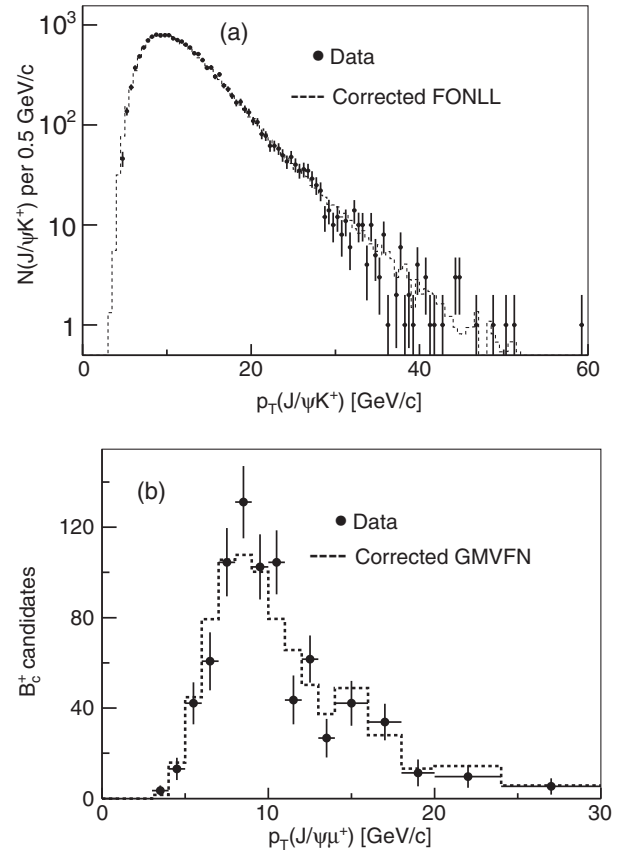 (a)
Data
Corrected FONLL
N(J/ψK⁺) per 0.5 GeV/c
10³
10²
10
1
0
20
40
60
p_T(J/ψK⁺) [GeV/c]
(b)
Data
Corrected GMVFN
B_c⁺ candidates
120
80
40
0
0
10
20
30
p_T(J/ψμ⁺) [GeV/c]